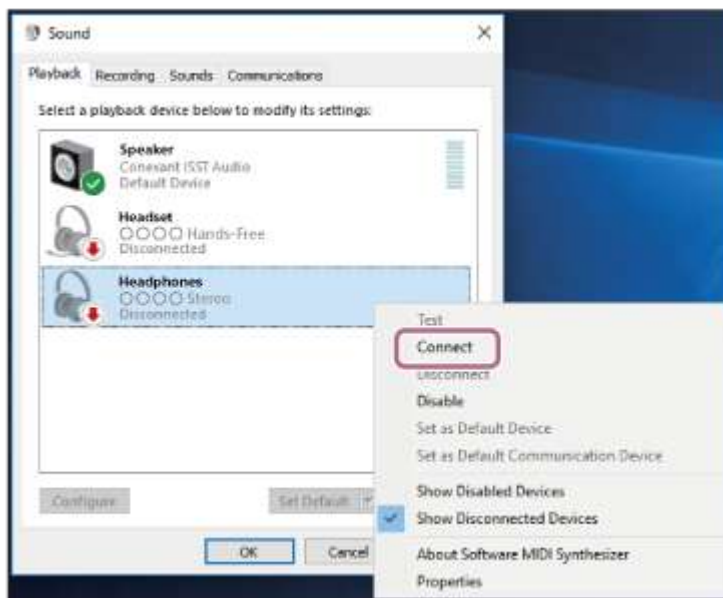 Sound
Playback Recording Sounds Communications
Select a playback device below to modify its settings:
Speaker
Conexant ISST Audio
Default Device
Headset
○○○○ Hands-Free
Disconnected
Headphones
○○○○ Stereo
Disconnected
Test
Connect
Disconnect
Disable
Set as Default Device
Set as Default Communication Device
Show Disabled Devices
Show Disconnected Devices
About Software MIDI Synthesizer
Properties
Configure Set Default
OK Cancel